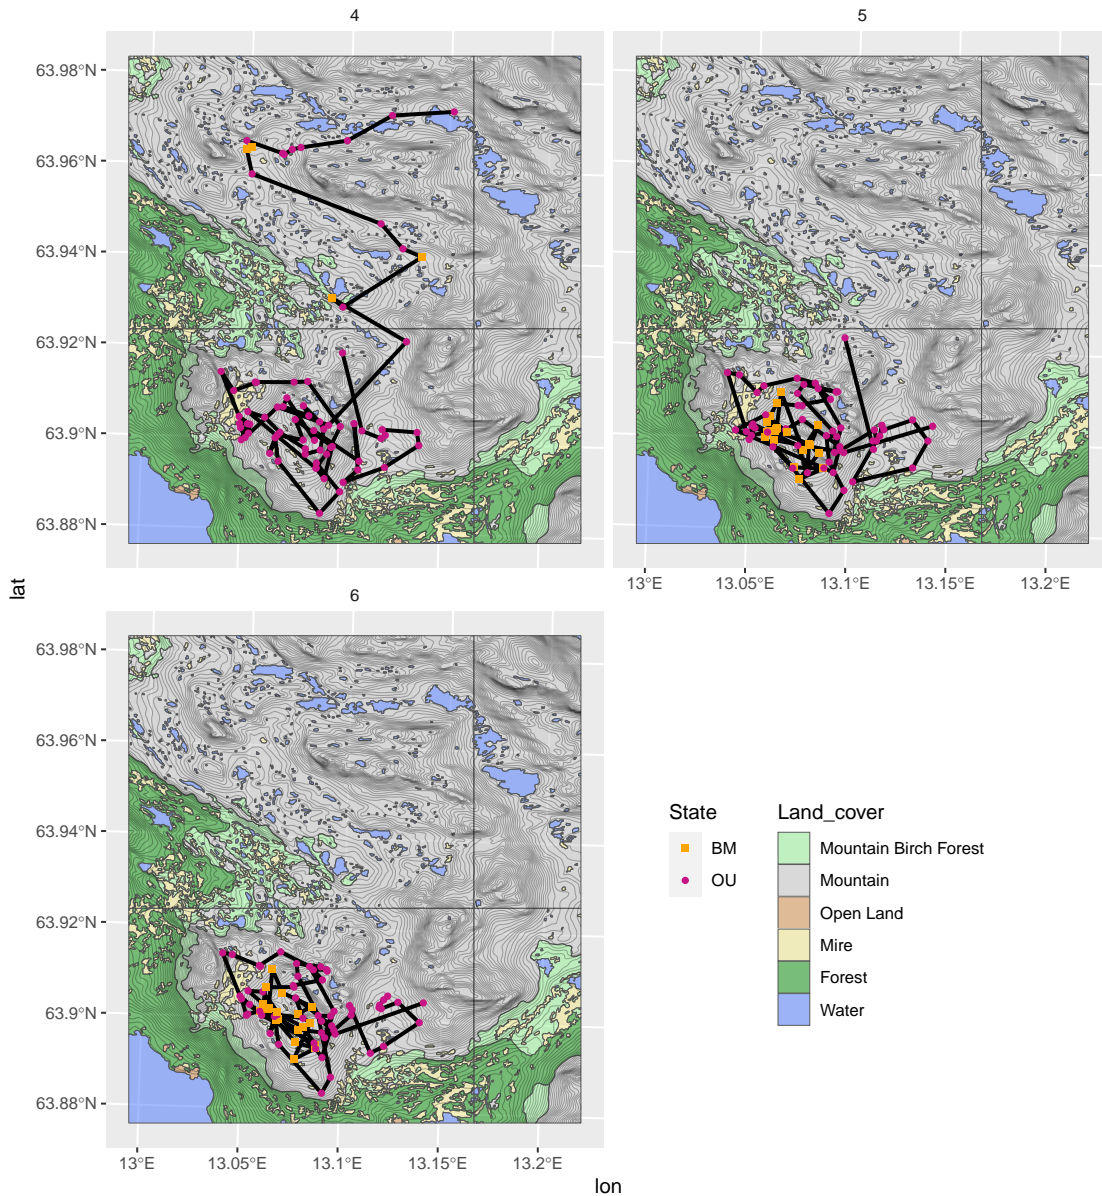 4
5
63.98°N
63.96°N
63.94°N
63.92°N
63.9°N
63.88°N
13°E
13.05°E
13.1°E
13.15°E
13.2°E
lat
6
63.98°N
63.96°N
63.94°N
63.92°N
63.9°N
63.88°N
13°E
13.05°E
13.1°E
13.15°E
13.2°E
lon
State
BM
OU
Land_cover
Mountain Birch Forest
Mountain
Open Land
Mire
Forest
Water